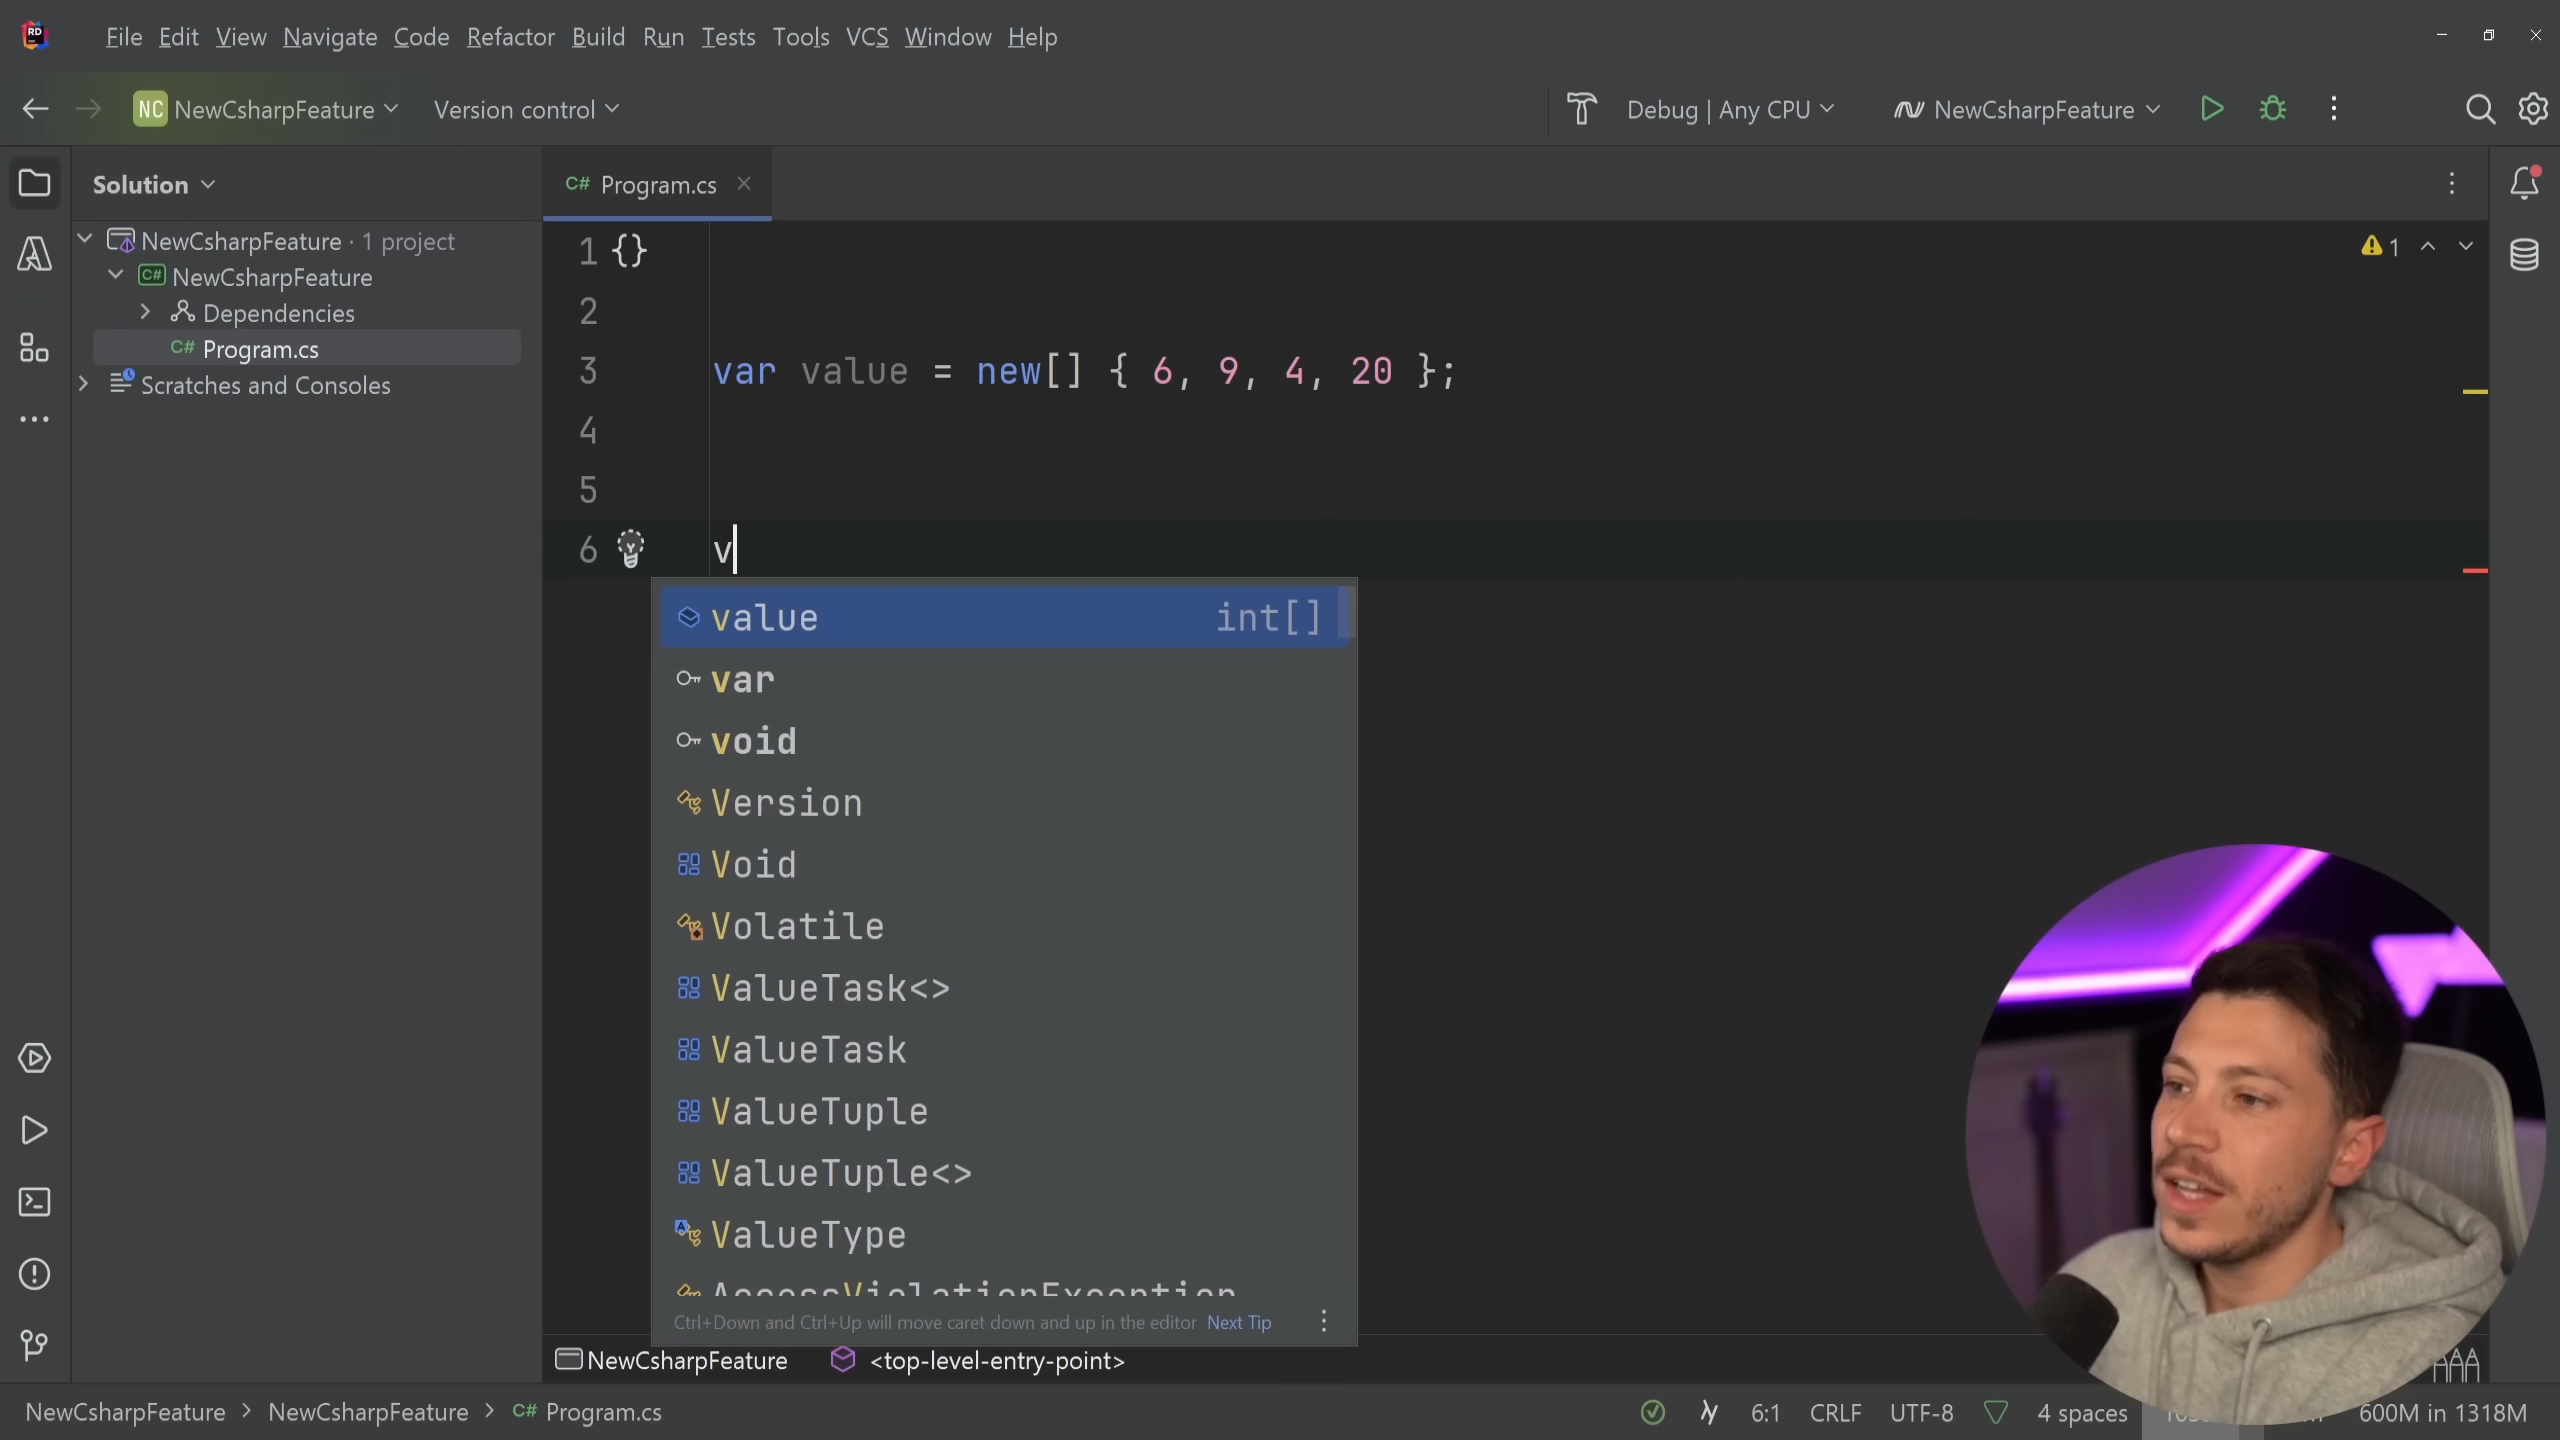 RD File Edit View Navigate Code Refactor Build Run Tests Tools VCS Window Help
NC NewCsharpFeature Version control Debug | Any CPU NewCsharpFeature
Solution
C# Program.cs
NewCsharpFeature · 1 project
C# NewCsharpFeature
Dependencies
C# Program.cs
Scratches and Consoles
1 {}
1
2
3 var value = new[] { 6, 9, 4, 20 };
4
5
6 v
value int[]
var
void
Version
Void
Volatile
ValueTask<>
ValueTask
ValueTuple
ValueTuple<>
ValueType
AccessViolationException
Ctrl+Down and Ctrl+Up will move caret down and up in the editor Next Tip
NewCsharpFeature <top-level-entry-point>
NewCsharpFeature > NewCsharpFeature > C# Program.cs
6:1 CRLF UTF-8 4 spaces 600M in 1318M